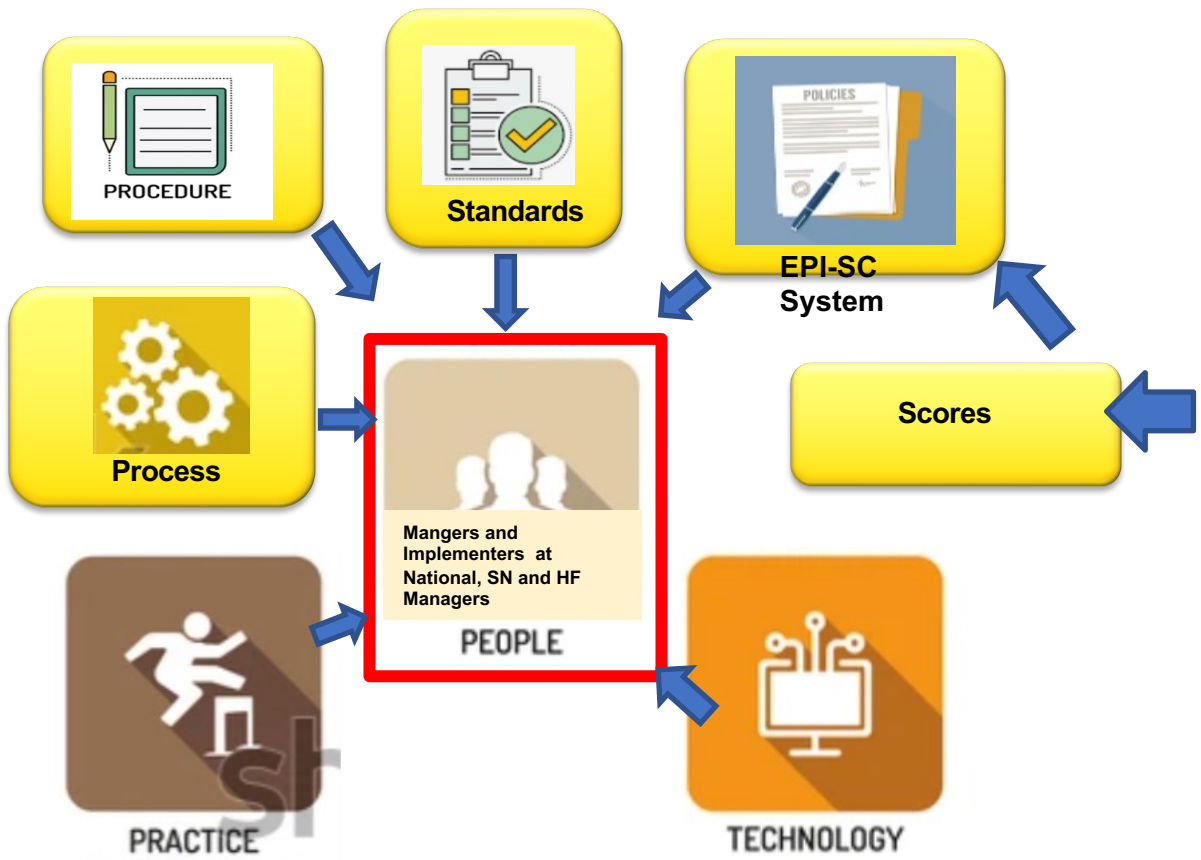 PROCEDURE
Standards
POLICIES
EPI-SC
System
Scores
Process
Mangers and
Implementers at
National, SN and HF
Managers
PEOPLE
sh
PRACTICE
TECHNOLOGY